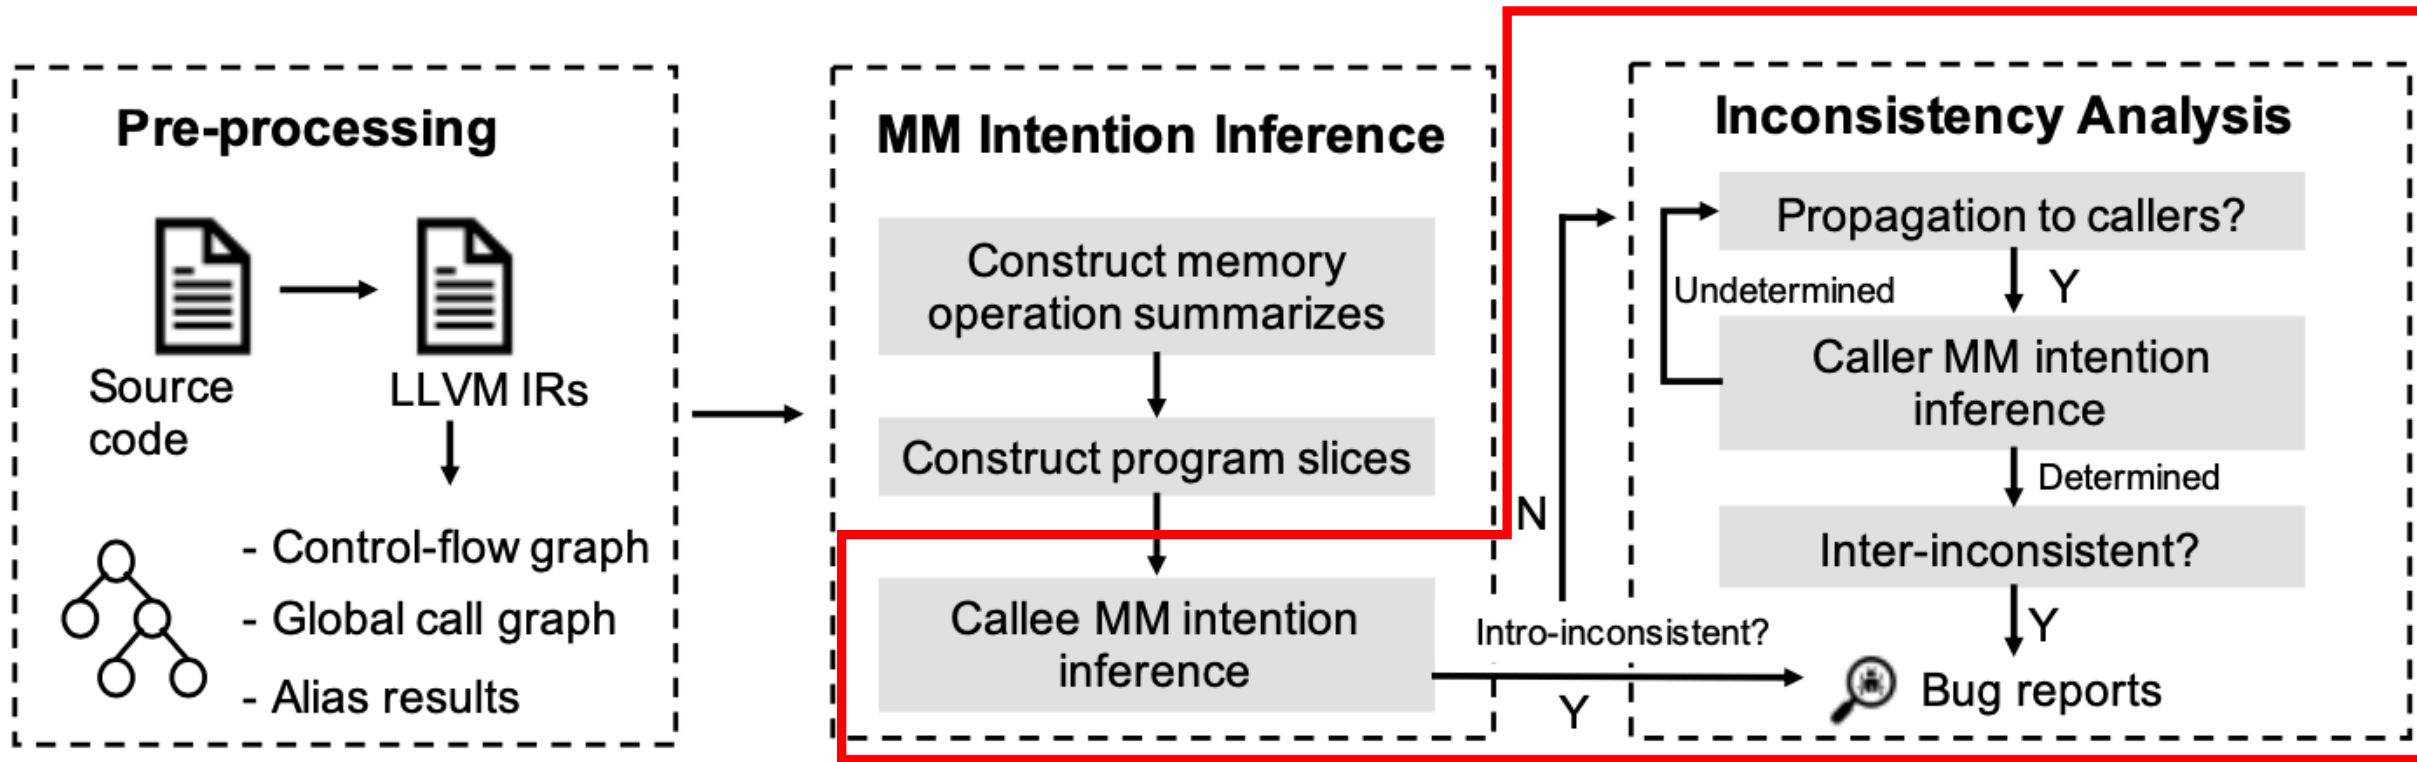 Pre-processing
Source
code
LLVM IRs
- Control-flow graph
- Global call graph
- Alias results
MM Intention Inference
Construct memory
operation summarizes
Construct program slices
Callee MM intention
inference
N
Intro-inconsistent?
Y
Inconsistency Analysis
Propagation to callers?
Undetermined
Y
Caller MM intention
inference
Determined
Inter-inconsistent?
Y
Bug reports